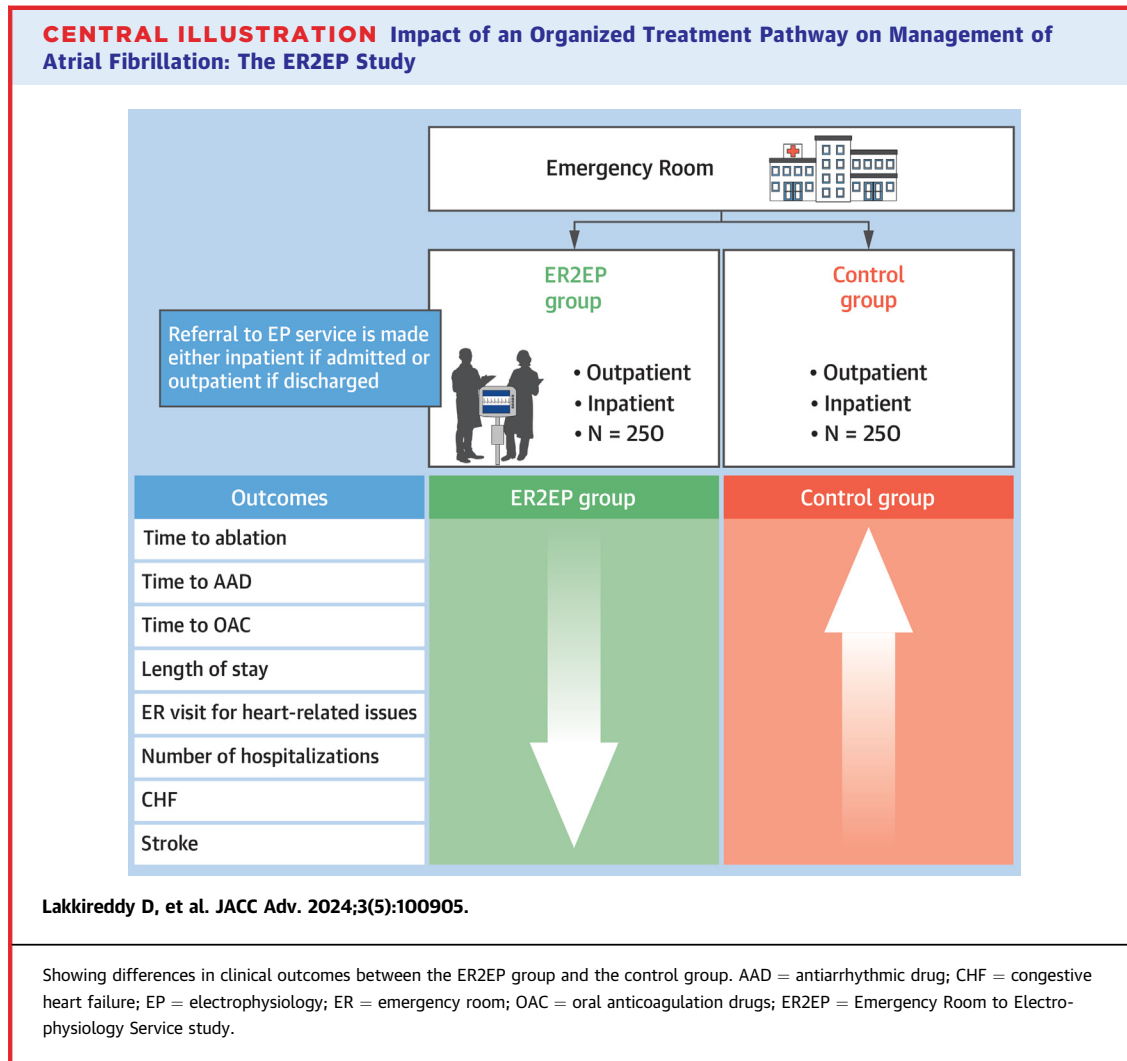 CENTRAL ILLUSTRATION Impact of an Organized Treatment Pathway on Management of
Atrial Fibrillation: The ER2EP Study
Emergency Room
ER2EP
group
Control
group
Referral to EP service is made
either inpatient if admitted or
outpatient if discharged
• Outpatient
• Inpatient
• N = 250
• Outpatient
• Inpatient
• N = 250
Outcomes
ER2EP group
Control group
Time to ablation
Time to AAD
Time to OAC
Length of stay
ER visit for heart-related issues
Number of hospitalizations
CHF
Stroke
Lakkireddy D, et al. JACC Adv. 2024;3(5):100905.
Showing differences in clinical outcomes between the ER2EP group and the control group. AAD = antiarrhythmic drug; CHF = congestive
heart failure; EP = electrophysiology; ER = emergency room; OAC = oral anticoagulation drugs; ER2EP = Emergency Room to Electro-
physiology Service study.